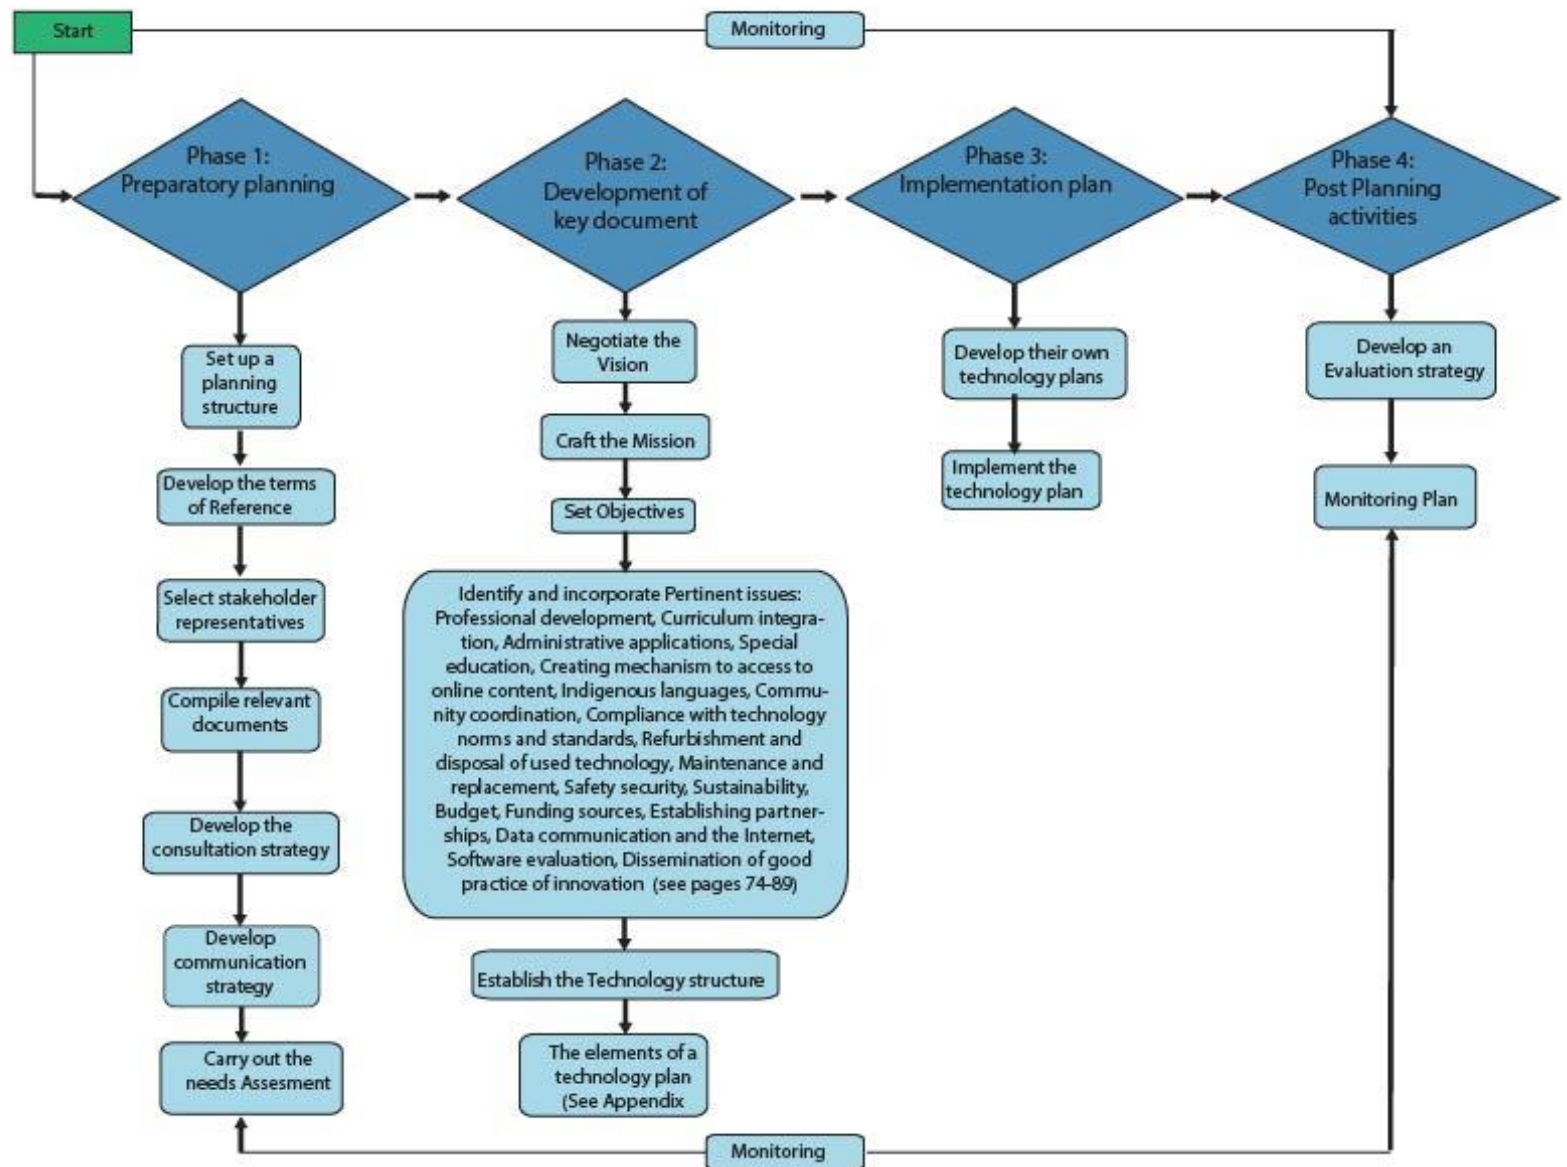 Start
Monitoring
Phase 1:
Preparatory planning
Phase 2:
Development of
key document
Phase 3:
Implementation plan
Phase 4:
Post Planning
activities
Set up a
planning
structure
Develop the terms
of Reference
Select stakeholder
representatives
Compile relevant
documents
Develop the
consultation strategy
Develop
communication
strategy
Carry out the
needs Assesment
Negotiate the
Vision
Craft the Mission
Set Objectives
Identify and incorporate Pertinent issues:
Professional development, Curriculum integra-
tion, Administrative applications, Special
education, Creating mechanism to access to
online content, Indigenous languages, Commu-
nity coordination, Compliance with technology
norms and standards, Refurbishment and
disposal of used technology, Maintenance and
replacement, Safety security, Sustainability,
Budget, Funding sources, Establishing partner-
ships, Data communication and the Internet,
Software evaluation, Dissemination of good
practice of innovation (see pages 74-89)
Establish the Technology structure
The elements of a
technology plan
(See Appendix
Develop their own
technology plans
Implement the
technology plan
Develop an
Evaluation strategy
Monitoring Plan
Monitoring